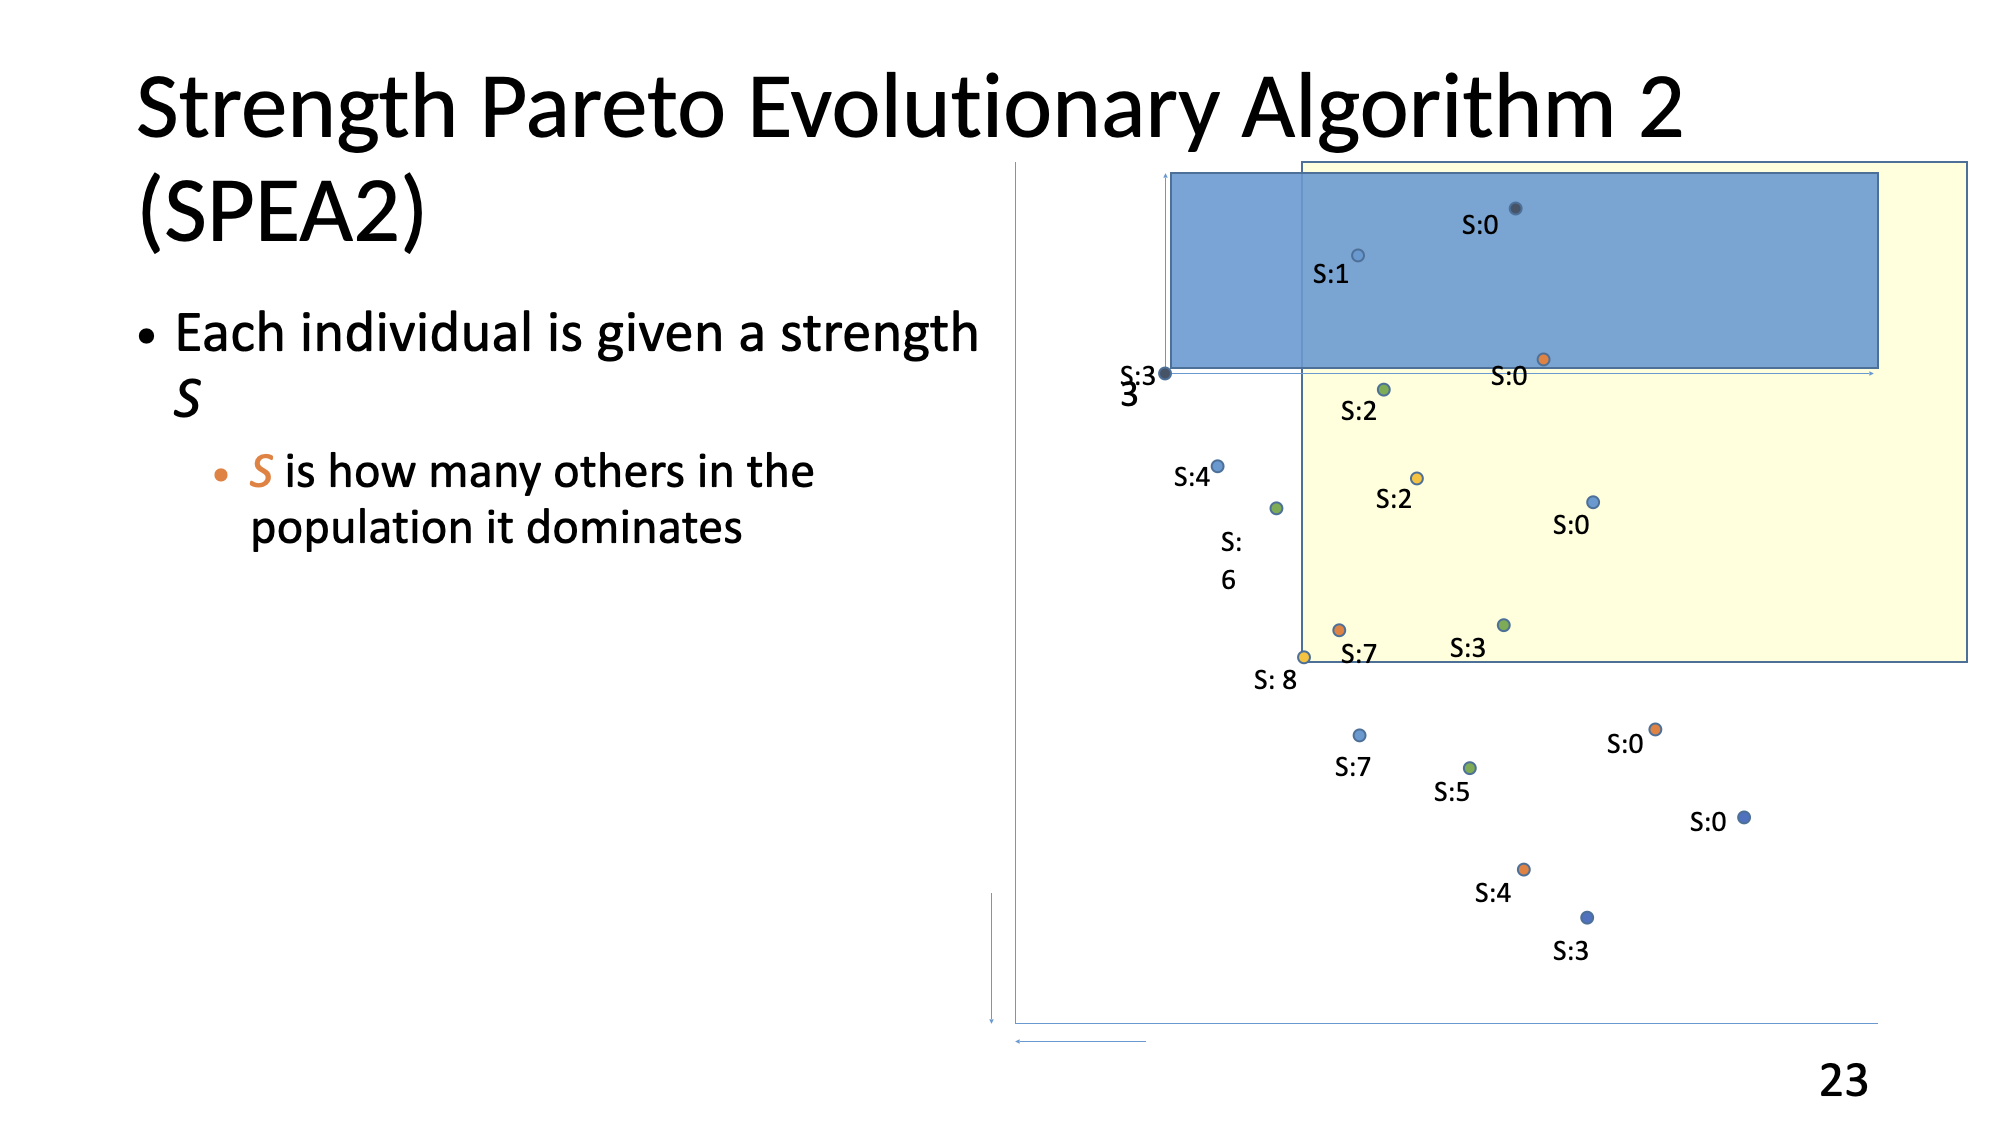 Strength Pareto Evolutionary Algorithm 2
(SPEA2)
• Each individual is given a strength
S
• S is how many others in the
population it dominates
S:0
S:1
S:3
3
S:0
S:2
S:4
S:2
S:0
S:
6
S:7
S:3
S: 8
S:0
S:7
S:5
S:0
S:4
S:3
23